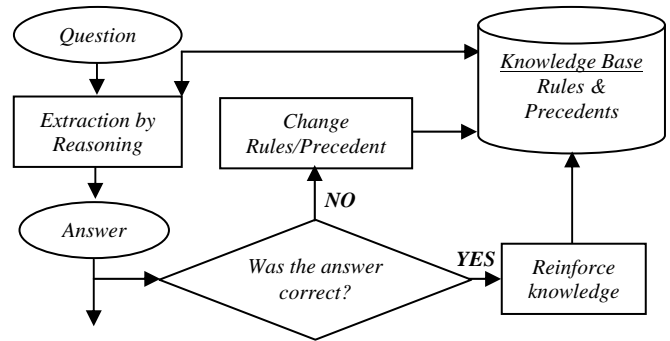 Question
Knowledge Base
Rules &
Precedents
Extraction by
Reasoning
Change
Rules/Precedent
NO
Answer
Was the answer
correct?
YES
Reinforce
knowledge